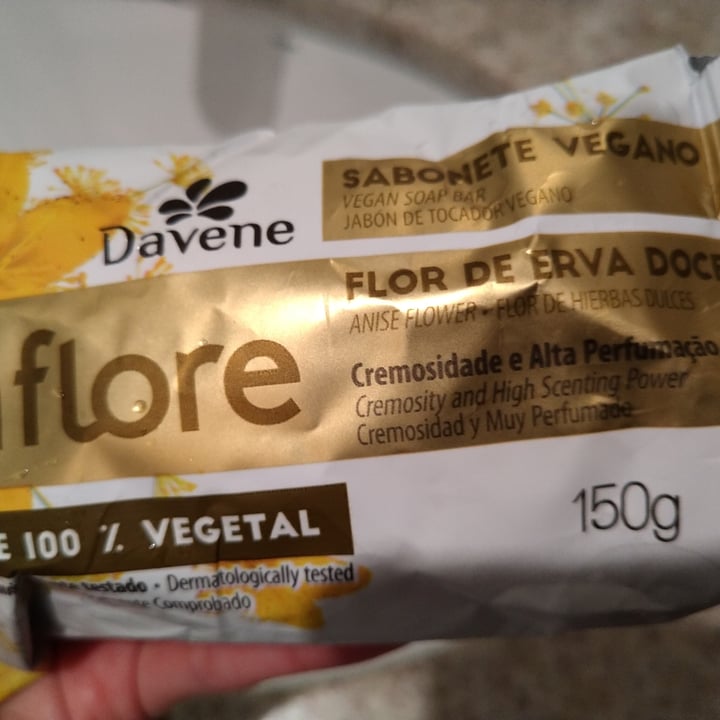 Davene
SABONETE VEGANO
VEGAN SOAP BAR
JABÓN DE TOCADOR VEGANO
flore
FLOR DE ERVA DOCE
ANISE FLOWER • FLOR DE HIERBAS DULCES
Cremosidade e Alta Perfumação
Cremosity and High Scenting Power
Cremosidad y Muy Perfumado
E 100 % VEGETAL
testado • Dermatologically tested
Comprobado
150g